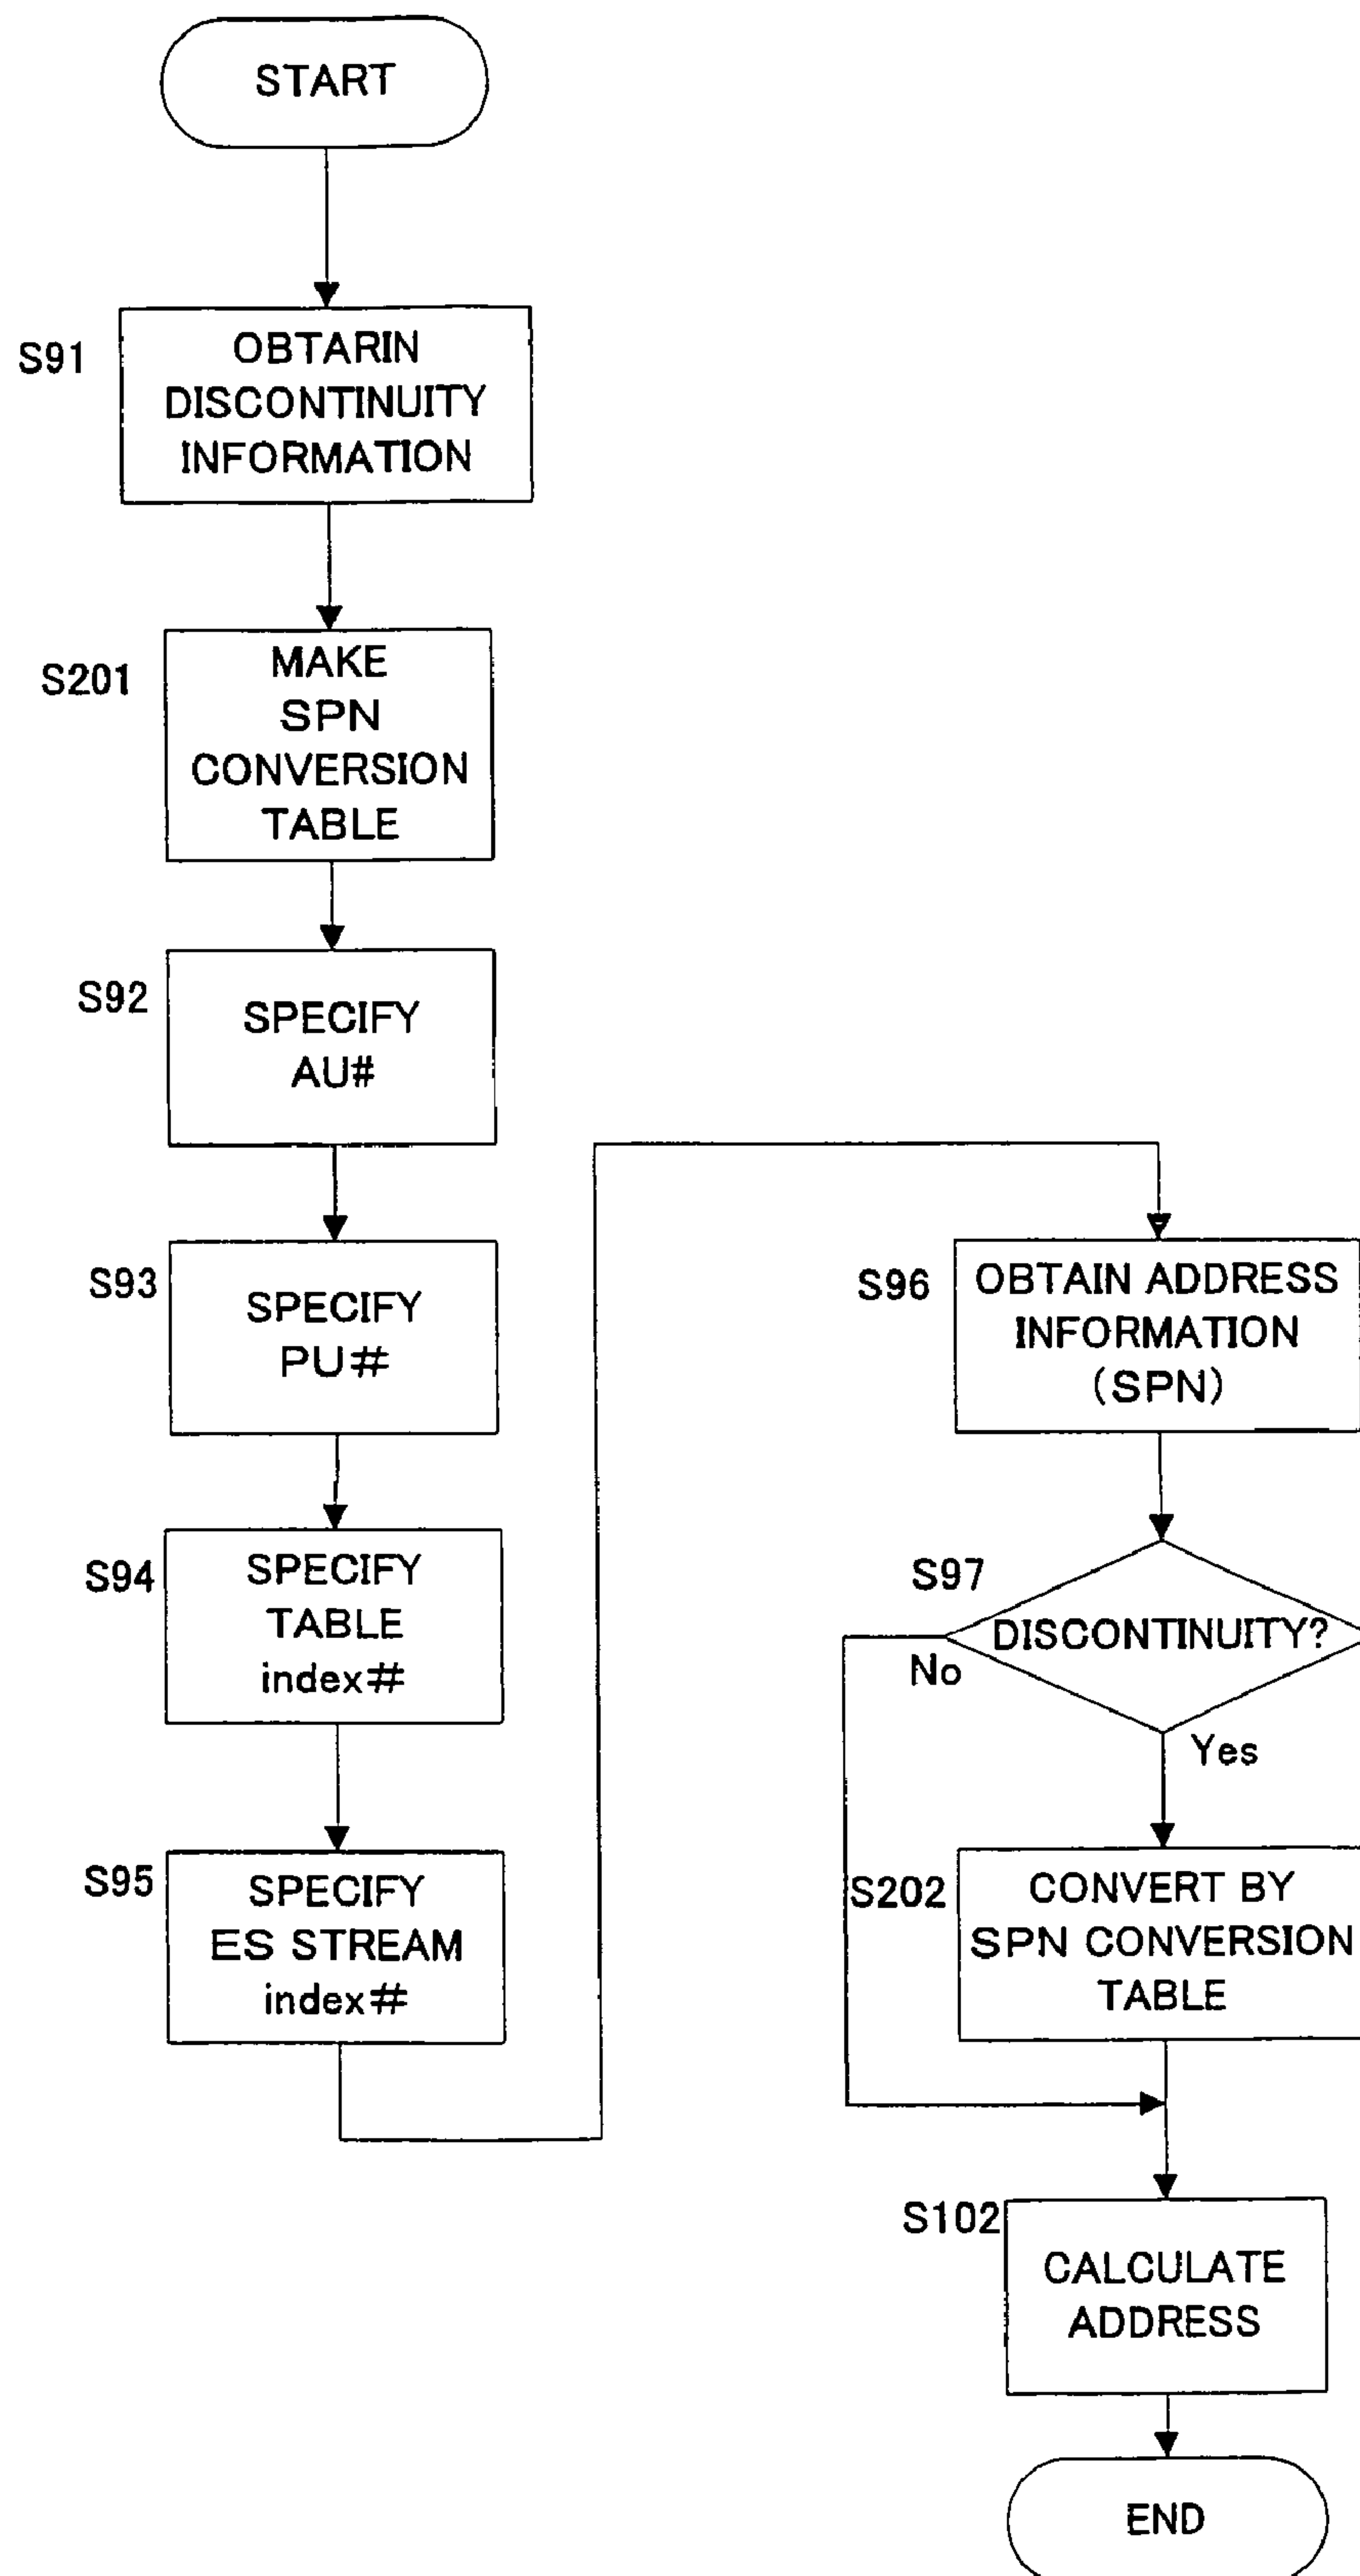 START
S91
OBTARIN
DISCONTINUITY
INFORMATION
S201
MAKE
SPN
CONVERSION
TABLE
S92
SPECIFY
AU#
S93
SPECIFY
PU#
S94
SPECIFY
TABLE
index#
S95
SPECIFY
ES STREAM
index#
S96
OBTAIN ADDRESS
INFORMATION
(SPN)
S97
DISCONTINUITY?
No
Yes
S202
CONVERT BY
SPN CONVERSION
TABLE
S102
CALCULATE
ADDRESS
END